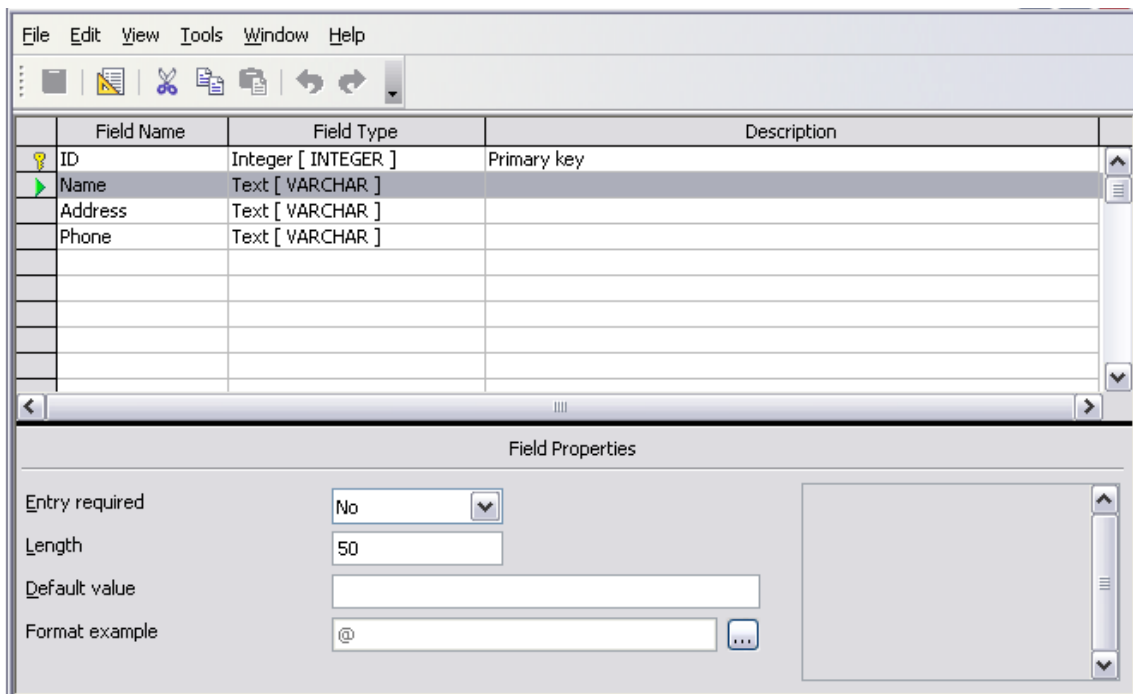 File Edit View Tools Window Help
Field Name Field Type Description
ID Integer [ INTEGER ] Primary key
Name Text [ VARCHAR ]
Address Text [ VARCHAR ]
Phone Text [ VARCHAR ]
Field Properties
Entry required No
Length 50
Default value
Format example @ ...